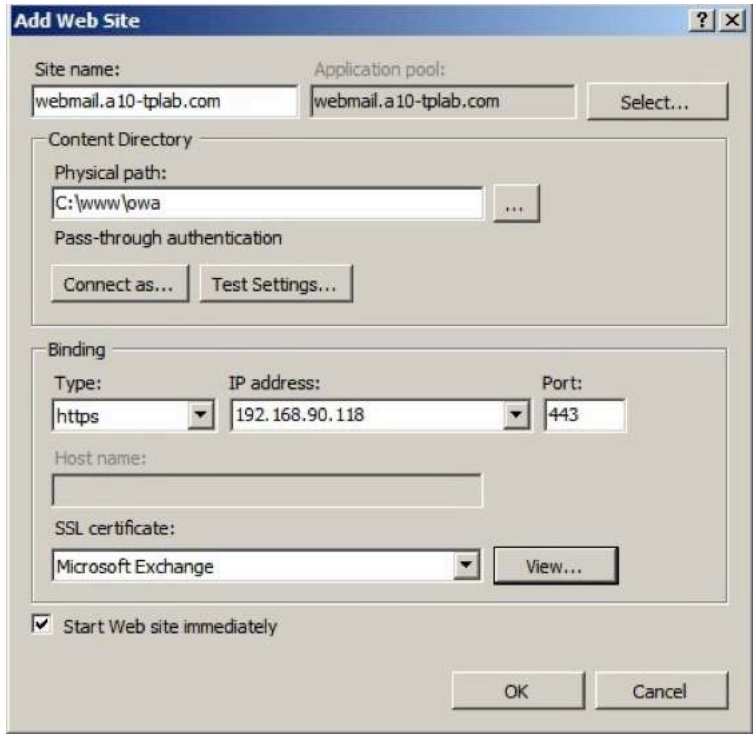 Add Web Site
? X
Site name:
Application pool:
webmail.a10-tplab.com
webmail.a10-tplab.com
Select...
Content Directory
Physical path:
C:\www\owa
...
Pass-through authentication
Connect as...
Test Settings...
Binding
Type:
IP address:
Port:
https
192.168.90.118
443
Host name:
SSL certificate:
Microsoft Exchange
View...
Start Web site immediately
OK
Cancel